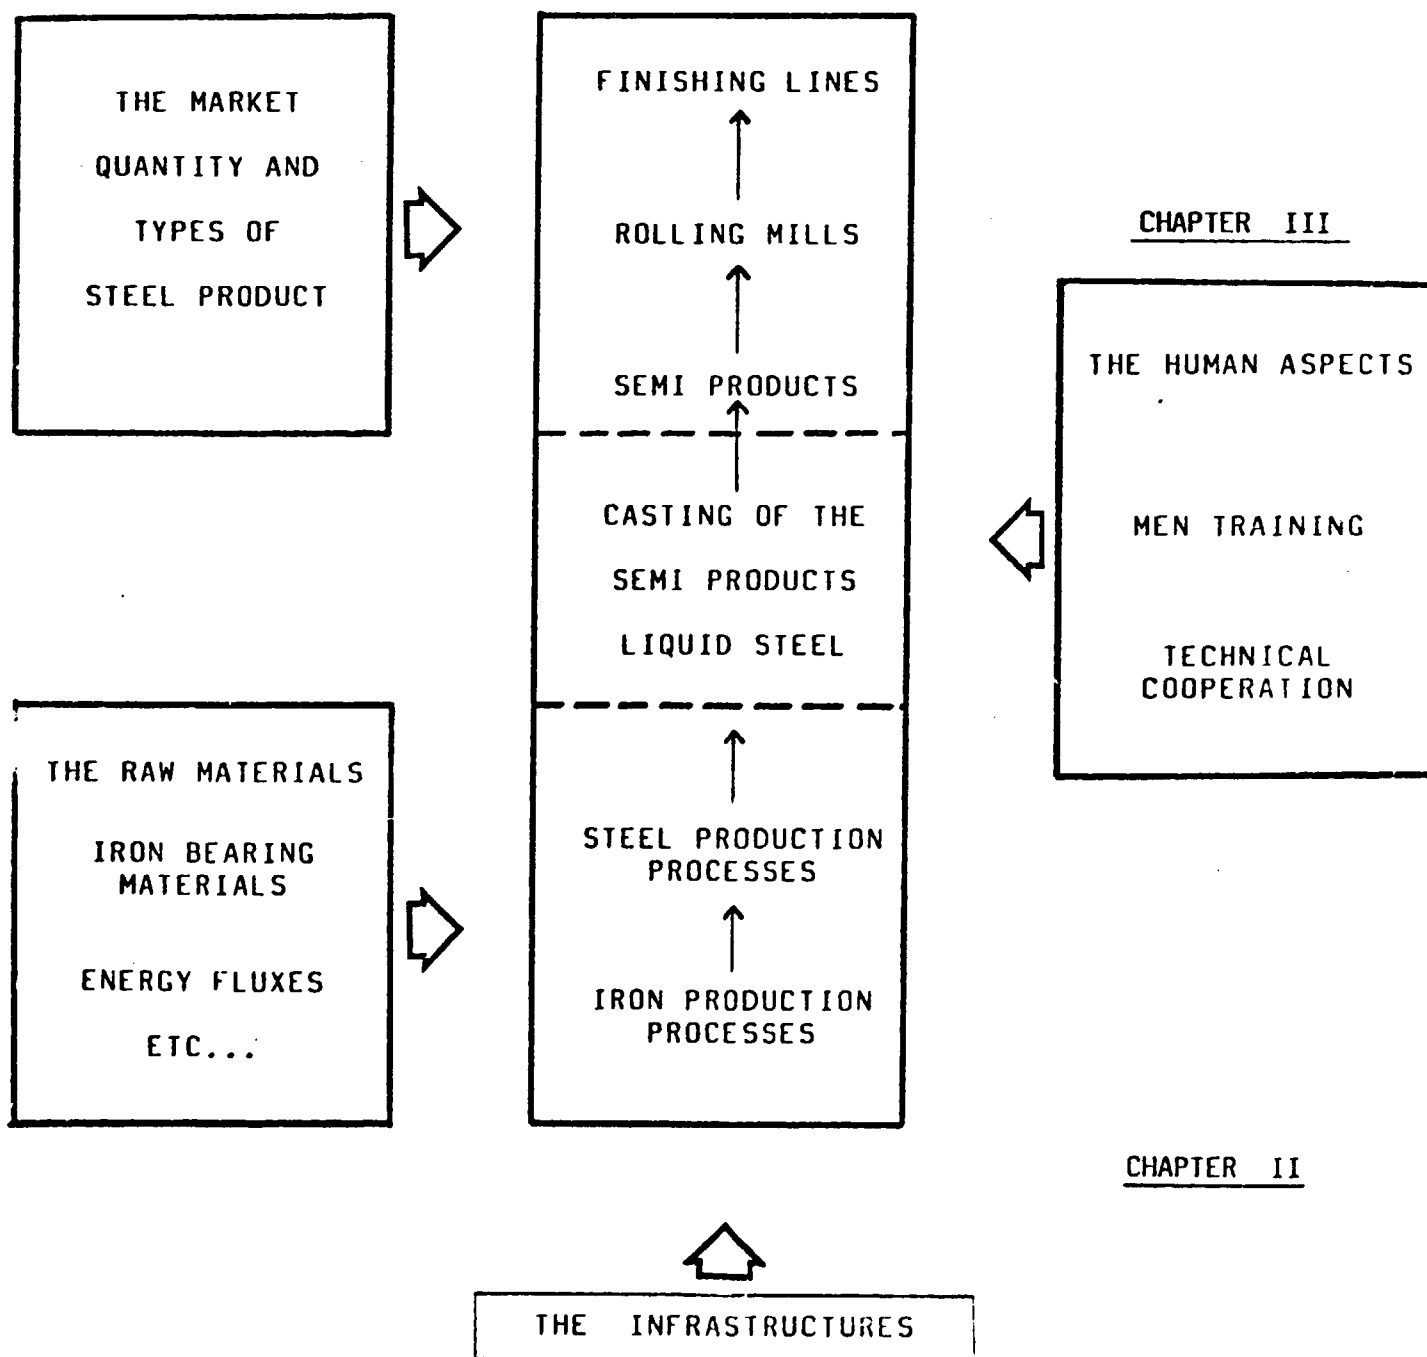 THE MARKET
QUANTITY AND
TYPES OF
STEEL PRODUCT
FINISHING LINES
ROLLING MILLS
SEMI PRODUCTS
CASTING OF THE
SEMI PRODUCTS
LIQUID STEEL
STEEL PRODUCTION
PROCESSES
IRON PRODUCTION
PROCESSES
CHAPTER III
THE HUMAN ASPECTS
MEN TRAINING
TECHNICAL
COOPERATION
THE RAW MATERIALS
IRON BEARING
MATERIALS
ENERGY FLUXES
ETC...
CHAPTER II
THE INFRASTRUCTURES